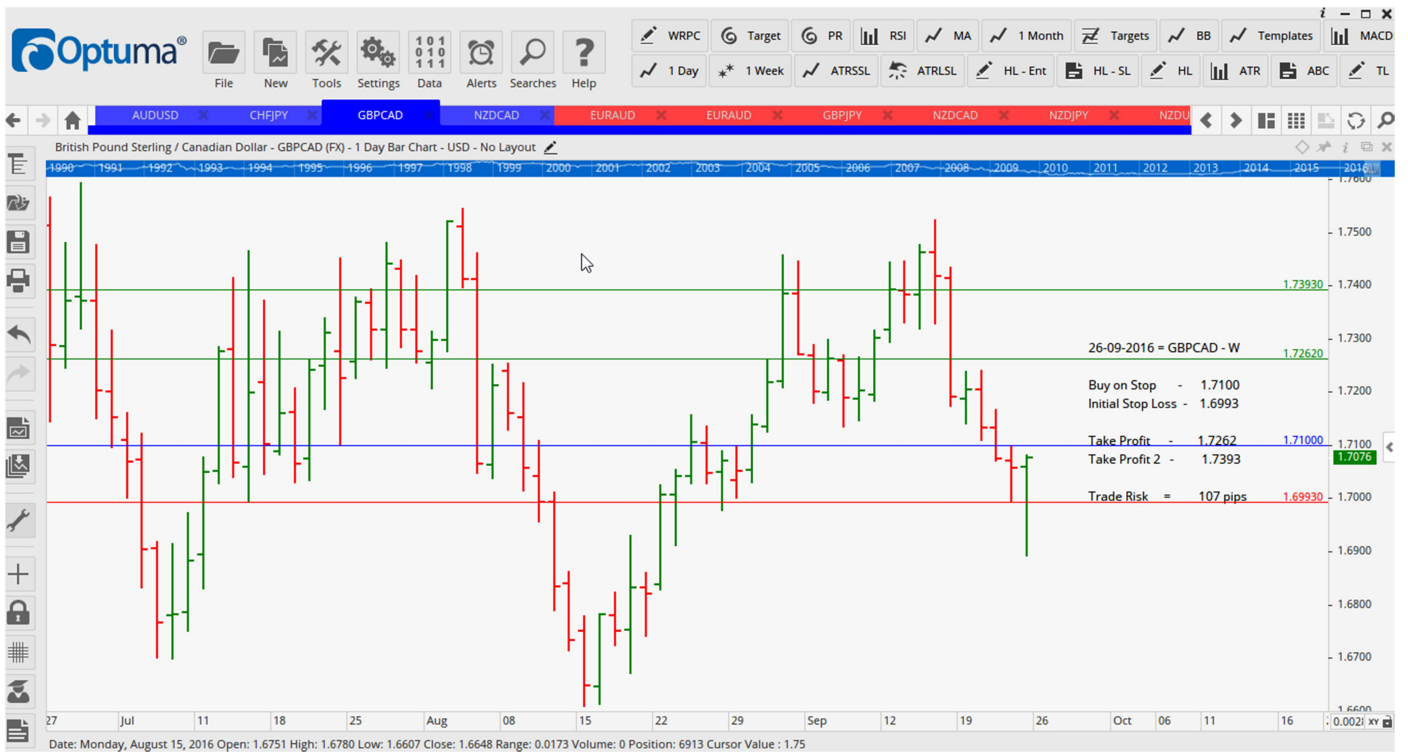 Optuma®
File New Tools Settings Data Alerts Searches Help
WRPC Target PR RSI MA 1 Month Targets BB Templates MACD
1 Day 1 Week ATRSSL ATRLSL HL - Ent HL - SL HL ATR ABC TL
AUDUSD CHFJPY GBPCAD NZDCAD EURAUD EURAUD GBPJPY NZDCAD NZDJPY NZDU
British Pound Sterling / Canadian Dollar - GBPCAD (FX) - 1 Day Bar Chart - USD - No Layout
1990 1991 1992 1993 1994 1995 1996 1997 1998 1999 2000 2001 2002 2003 2004 2005 2006 2007 2008 2009 2010 2011 2012 2013 2014 2015 2016
1.7600
1.7500
1.73930 1.7400
1.7300
26-09-2016 = GBPCAD - W
1.72620
Buy on Stop - 1.7100
1.7200
Initial Stop Loss - 1.6993
Take Profit - 1.7262 1.71000 1.7100
Take Profit 2 - 1.7393 1.7076
Trade Risk = 107 pips 1.69930 1.7000
1.6900
1.6800
1.6700
1.6600
27 Jul 11 18 25 Aug 08 15 22 29 Sep 12 19 26 Oct 06 11 16 0.002 XY
Date: Monday, August 15, 2016 Open: 1.6751 High: 1.6780 Low: 1.6607 Close: 1.6648 Range: 0.0173 Volume: 0 Position: 6913 Cursor Value : 1.75